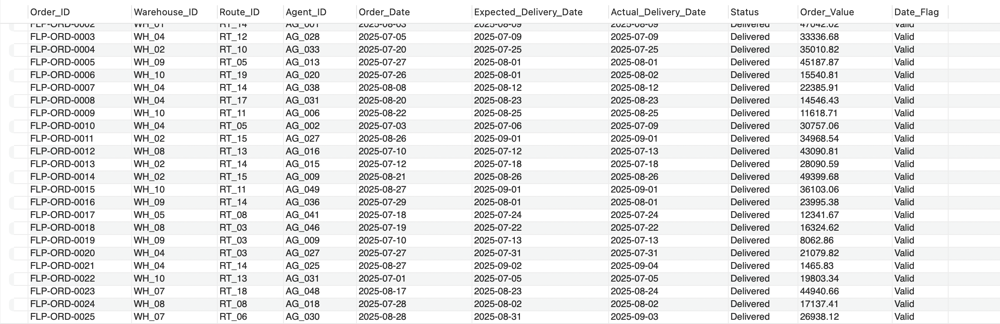 Order_ID Warehouse_ID Route_ID Agent_ID Order_Date Expected_Delivery_Date Actual_Delivery_Date Status Order_Value Date_Flag
FLP-ORD-0002 WH_01 RT_14 AG_001 2025-08-03 2025-08-09 2025-08-09 Delivered 47042.02 Valid
FLP-ORD-0003 WH_04 RT_12 AG_028 2025-07-05 2025-07-09 2025-07-09 Delivered 33336.68 Valid
FLP-ORD-0004 WH_02 RT_10 AG_033 2025-07-20 2025-07-25 2025-07-25 Delivered 35010.82 Valid
FLP-ORD-0005 WH_09 RT_05 AG_013 2025-07-27 2025-08-01 2025-08-01 Delivered 45187.87 Valid
FLP-ORD-0006 WH_10 RT_19 AG_020 2025-07-26 2025-08-01 2025-08-02 Delivered 15540.81 Valid
FLP-ORD-0007 WH_04 RT_14 AG_038 2025-08-08 2025-08-12 2025-08-12 Delivered 22385.91 Valid
FLP-ORD-0008 WH_04 RT_17 AG_031 2025-08-20 2025-08-23 2025-08-23 Delivered 14546.43 Valid
FLP-ORD-0009 WH_10 RT_11 AG_006 2025-08-22 2025-08-25 2025-08-25 Delivered 11618.71 Valid
FLP-ORD-0010 WH_04 RT_05 AG_002 2025-07-03 2025-07-06 2025-07-09 Delivered 30757.06 Valid
FLP-ORD-0011 WH_02 RT_15 AG_027 2025-08-26 2025-09-01 2025-09-01 Delivered 34968.54 Valid
FLP-ORD-0012 WH_08 RT_13 AG_016 2025-07-10 2025-07-12 2025-07-13 Delivered 43090.81 Valid
FLP-ORD-0013 WH_02 RT_14 AG_015 2025-07-12 2025-07-18 2025-07-18 Delivered 28090.59 Valid
FLP-ORD-0014 WH_02 RT_15 AG_009 2025-08-21 2025-08-26 2025-08-26 Delivered 49399.68 Valid
FLP-ORD-0015 WH_10 RT_11 AG_049 2025-08-27 2025-09-01 2025-09-01 Delivered 36103.06 Valid
FLP-ORD-0016 WH_09 RT_14 AG_036 2025-07-29 2025-08-01 2025-08-01 Delivered 23995.38 Valid
FLP-ORD-0017 WH_05 RT_08 AG_041 2025-07-18 2025-07-24 2025-07-24 Delivered 12341.67 Valid
FLP-ORD-0018 WH_08 RT_03 AG_046 2025-07-19 2025-07-22 2025-07-22 Delivered 16324.62 Valid
FLP-ORD-0019 WH_09 RT_03 AG_009 2025-07-10 2025-07-13 2025-07-13 Delivered 8062.86 Valid
FLP-ORD-0020 WH_04 RT_03 AG_027 2025-07-27 2025-07-31 2025-07-31 Delivered 21079.82 Valid
FLP-ORD-0021 WH_04 RT_14 AG_025 2025-08-27 2025-09-02 2025-09-04 Delivered 1465.83 Valid
FLP-ORD-0022 WH_10 RT_13 AG_031 2025-07-01 2025-07-05 2025-07-05 Delivered 19803.34 Valid
FLP-ORD-0023 WH_07 RT_18 AG_048 2025-08-17 2025-08-23 2025-08-24 Delivered 44940.66 Valid
FLP-ORD-0024 WH_08 RT_08 AG_018 2025-07-28 2025-08-02 2025-08-02 Delivered 17137.41 Valid
FLP-ORD-0025 WH_07 RT_06 AG_030 2025-08-28 2025-08-31 2025-09-03 Delivered 26938.12 Valid